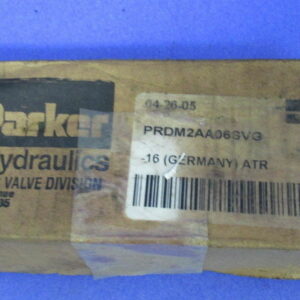 Parker
Hydraulics
VALVE DIVISION
04-26-05
PRDM2AA06SVG
-16 (GERMANY) ATR